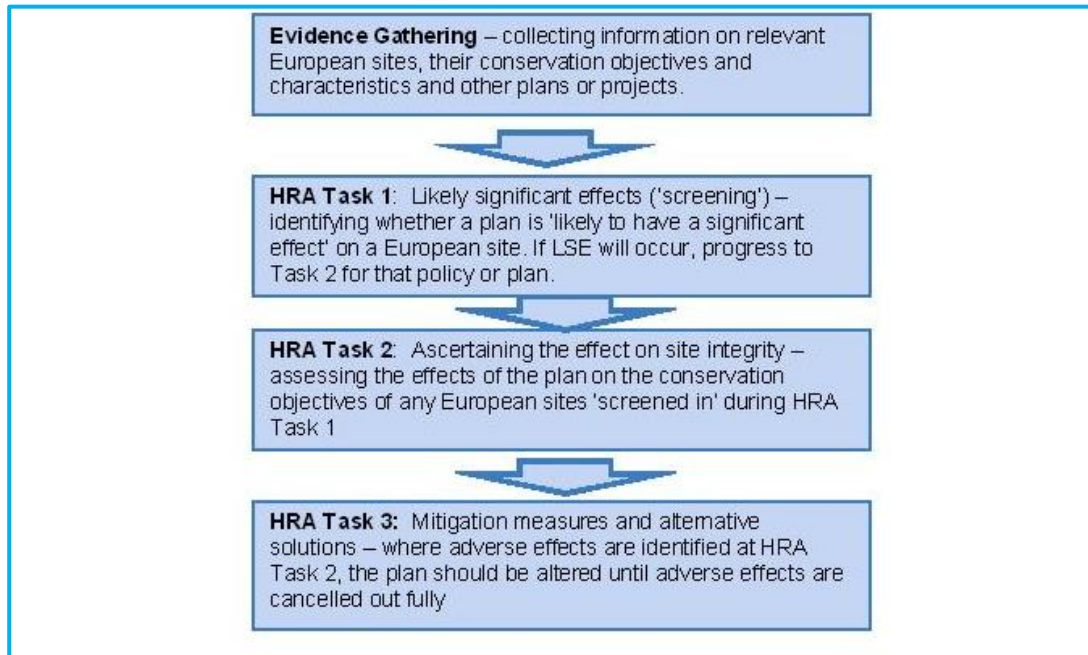 Evidence Gathering – collecting information on relevant
European sites, their conservation objectives and
characteristics and other plans or projects.
HRA Task 1:  Likely significant effects ('screening') –
identifying whether a plan is 'likely to have a significant
effect' on a European site. If LSE will occur, progress to
Task 2 for that policy or plan.
HRA Task 2:  Ascertaining the effect on site integrity –
assessing the effects of the plan on the conservation
objectives of any European sites 'screened in' during HRA
Task 1
HRA Task 3:  Mitigation measures and alternative
solutions – where adverse effects are identified at HRA
Task 2, the plan should be altered until adverse effects are
cancelled out fully